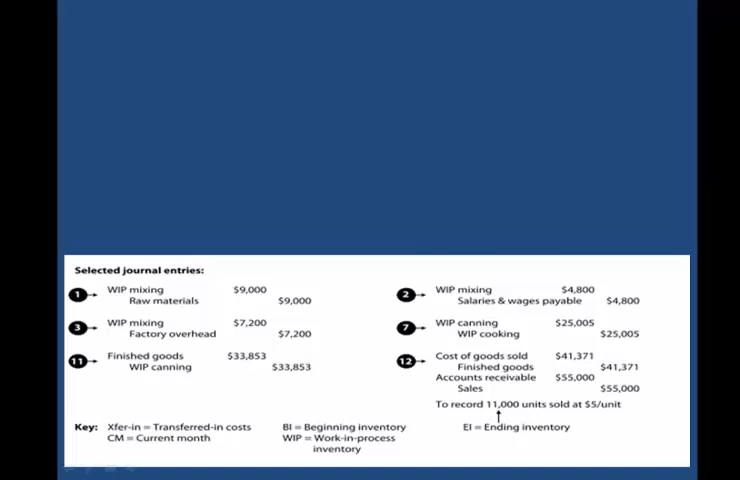 Selected journal entries:
1 WIP mixing $9,000
Raw materials $9,000
2 WIP mixing $4,800
Salaries & wages payable $4,800
3 WIP mixing $7,200
Factory overhead $7,200
7 WIP canning $25,005
WIP cooking $25,005
11 Finished goods $33,853
WIP canning $33,853
12 Cost of goods sold $41,371
Finished goods $41,371
Accounts receivable $55,000
Sales $55,000
To record 11,000 units sold at $5/unit
Key: Xfer-in = Transferred-in costs
CM = Current month
BI = Beginning inventory
WIP = Work-in-process
inventory
EI = Ending inventory